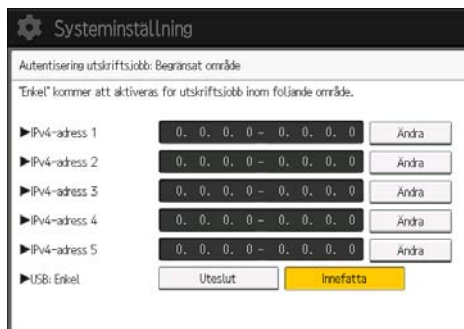 Systeminställning
Autentisering utskriftsjobb: Begränsat område
"Enkel" kommer att aktiveras för utskriftsjobb inom följande område.
►IPv4-adress 1 0. 0. 0. 0 - 0. 0. 0. 0 Ändra
►IPv4-adress 2 0. 0. 0. 0 - 0. 0. 0. 0 Ändra
►IPv4-adress 3 0. 0. 0. 0 - 0. 0. 0. 0 Ändra
►IPv4-adress 4 0. 0. 0. 0 - 0. 0. 0. 0 Ändra
►IPv4-adress 5 0. 0. 0. 0 - 0. 0. 0. 0 Ändra
►USB: Enkel Uteslut Innefatta